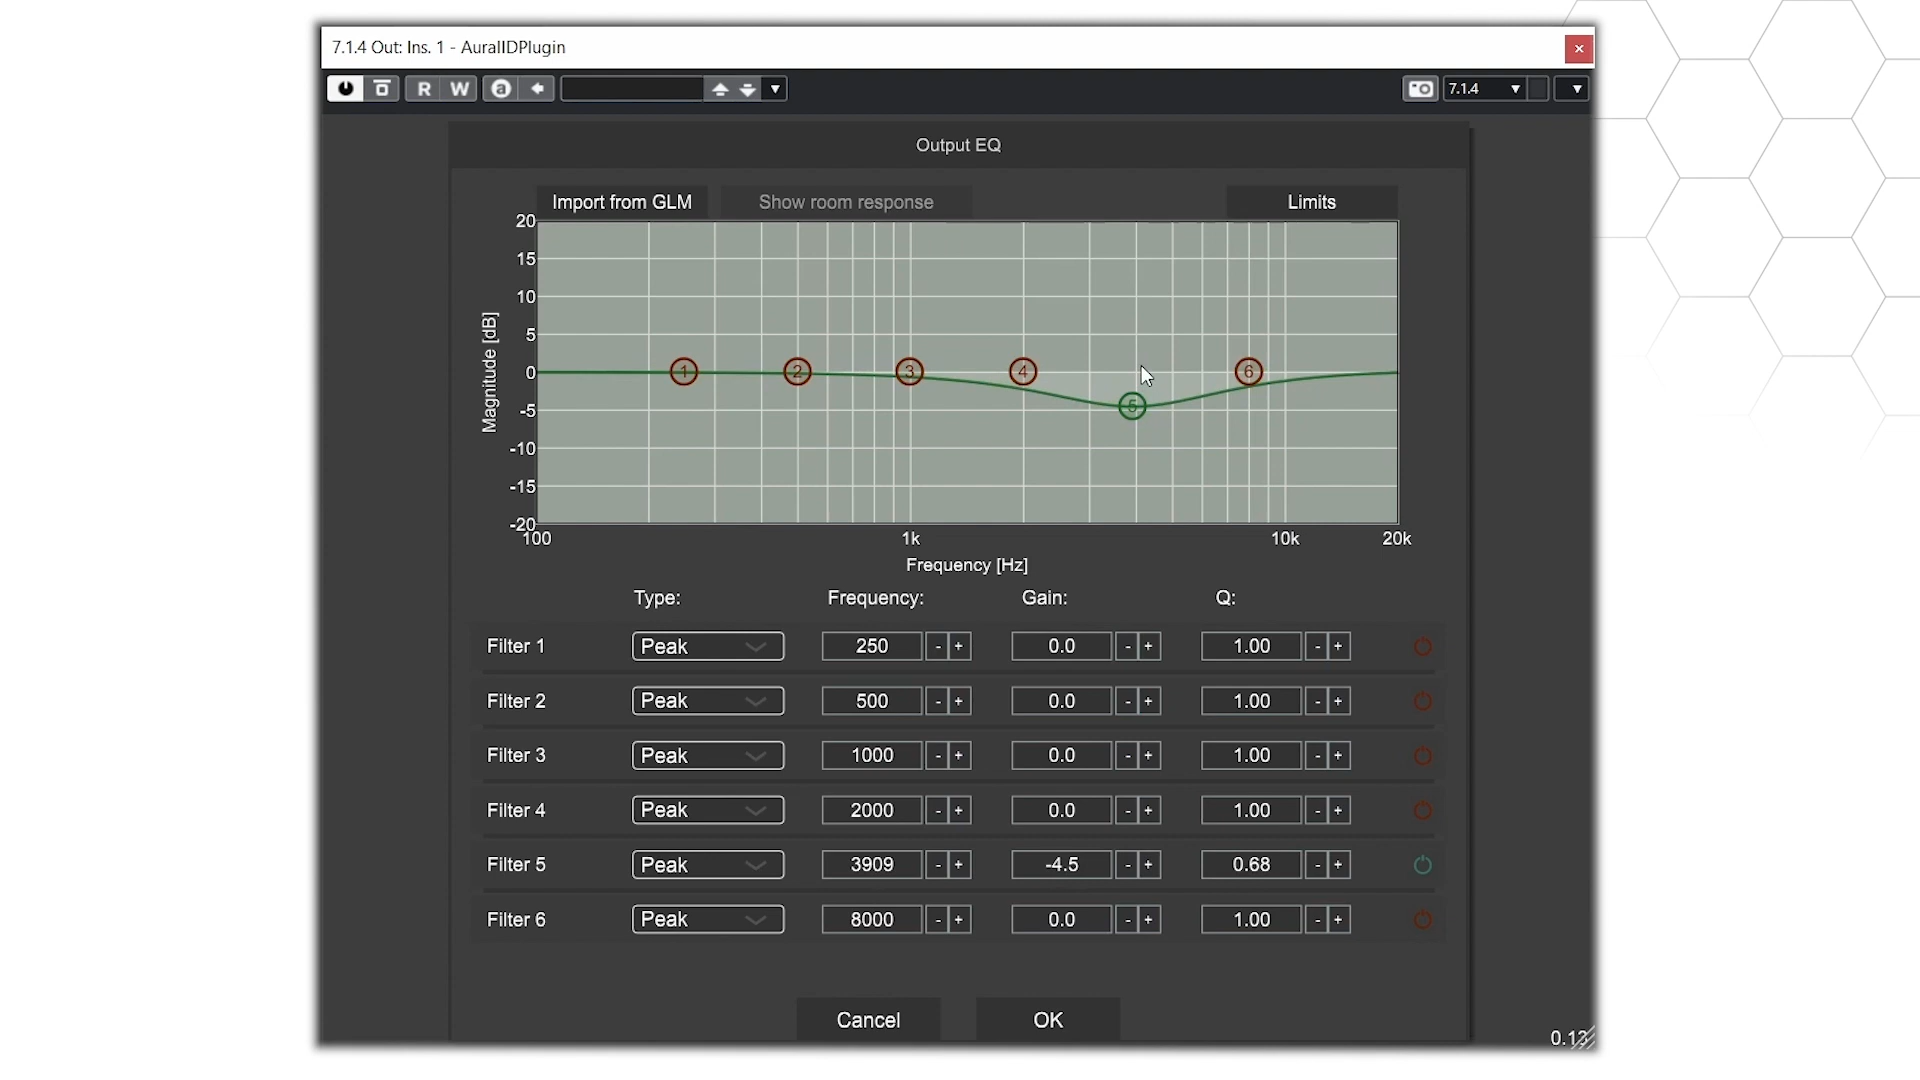 7.1.4 Out: Ins. 1 - AuralIDPlugin
R W a 7.1.4
Output EQ
Import from GLM Show room response Limits
20
15
10
5
0
-5
-10
-15
-20
Magnitude [dB]
1 2 3 4 5 6
100 1k 10k 20k
Frequency [Hz]
Type: Frequency: Gain: Q:
Filter 1 Peak 250 - + 0.0 - + 1.00 - +
Filter 2 Peak 500 - + 0.0 - + 1.00 - +
Filter 3 Peak 1000 - + 0.0 - + 1.00 - +
Filter 4 Peak 2000 - + 0.0 - + 1.00 - +
Filter 5 Peak 3909 - + -4.5 - + 0.68 - +
Filter 6 Peak 8000 - + 0.0 - + 1.00 - +
Cancel OK